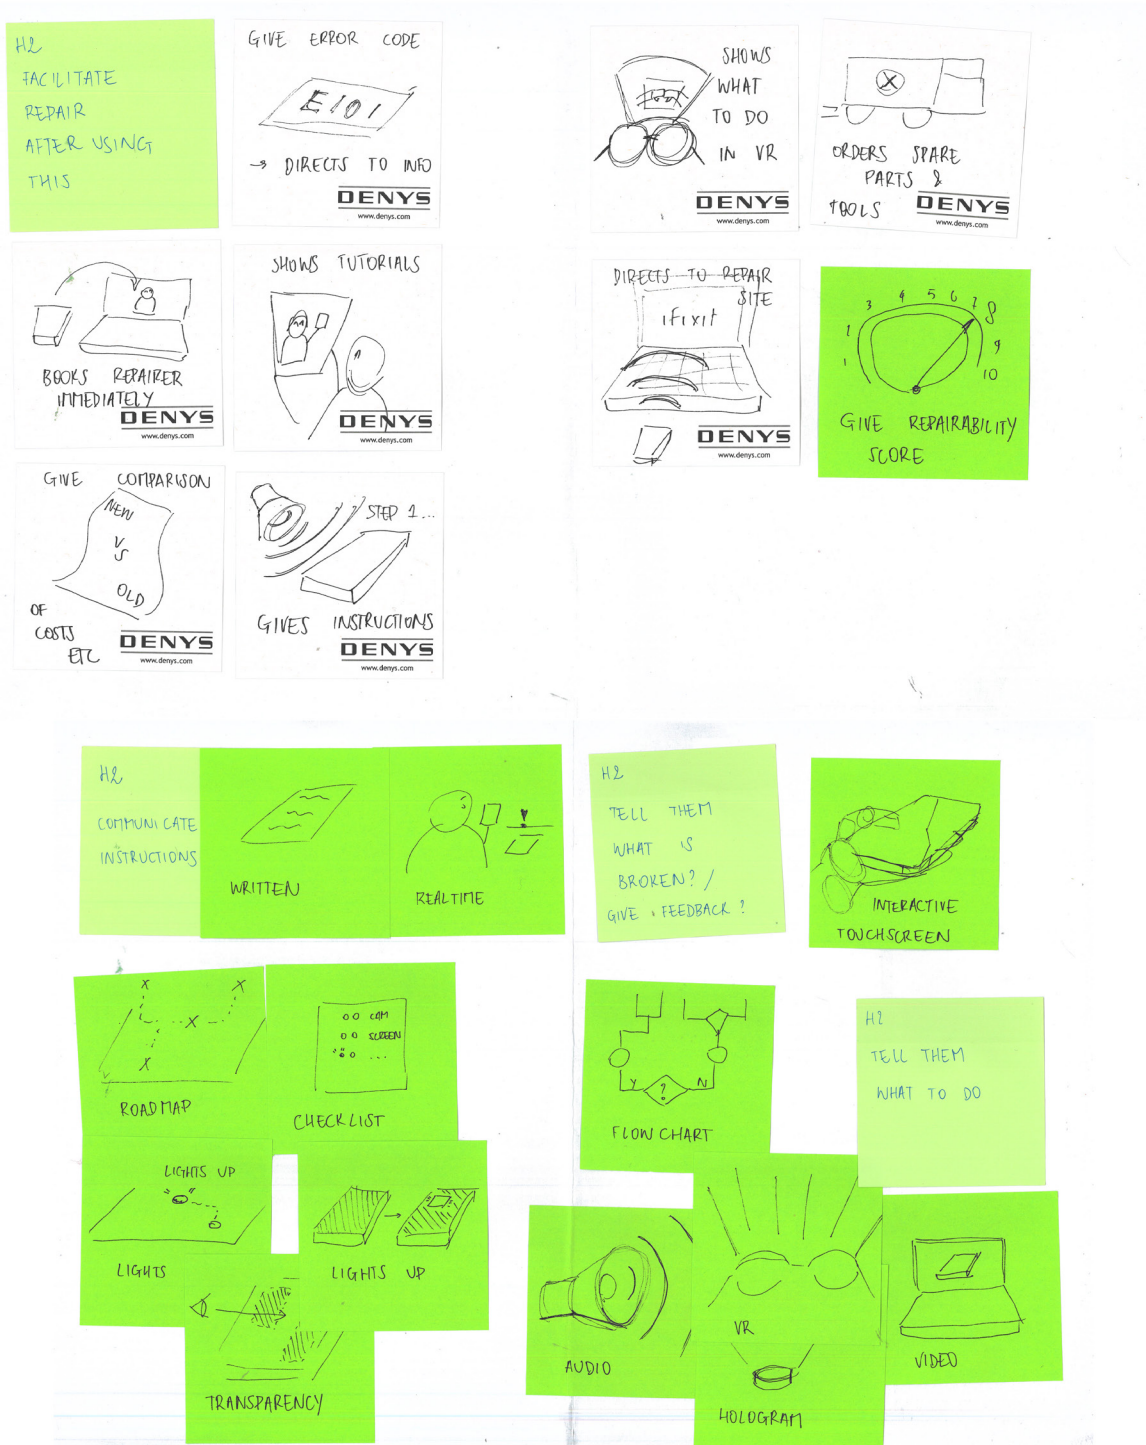 H2
FACILITATE
REPAIR
AFTER USING
THIS
GIVE ERROR CODE
E101
→ DIRECTS TO INFO
DENYS
www.denys.com
BOOKS REPAIRER
IMMEDIATELY
DENYS
www.denys.com
SHOWS TUTORIALS
DENYS
www.denys.com
GIVE COMPARISON
NEW
VS
OLD
OF
COSTS
ETC
DENYS
www.denys.com
STEP 1...
GIVES INSTRUCTIONS
DENYS
www.denys.com
SHOWS
WHAT
TO DO
IN VR
DENYS
www.denys.com
X
ORDERS SPARE
PARTS &
TOOLS
DENYS
www.denys.com
DIRECTS TO REPAIR
SITE
ifixit
DENYS
www.denys.com
1 2 3 4 5 6 7 8 9 10
GIVE REPAIRABILITY
SCORE
H2
COMMUNICATE
INSTRUCTIONS
WRITTEN
REALTIME
X X
X
X
ROADMAP
CAM
SCREEN
...
CHECKLIST
LIGHTS UP
LIGHTS
LIGHTS UP
TRANSPARENCY
H2
TELL THEM
WHAT IS
BROKEN? /
GIVE FEEDBACK?
INTERACTIVE
TOUCHSCREEN
Y ? N
FLOW CHART
H2
TELL THEM
WHAT TO DO
AUDIO
VR
HOLOGRAM
VIDEO